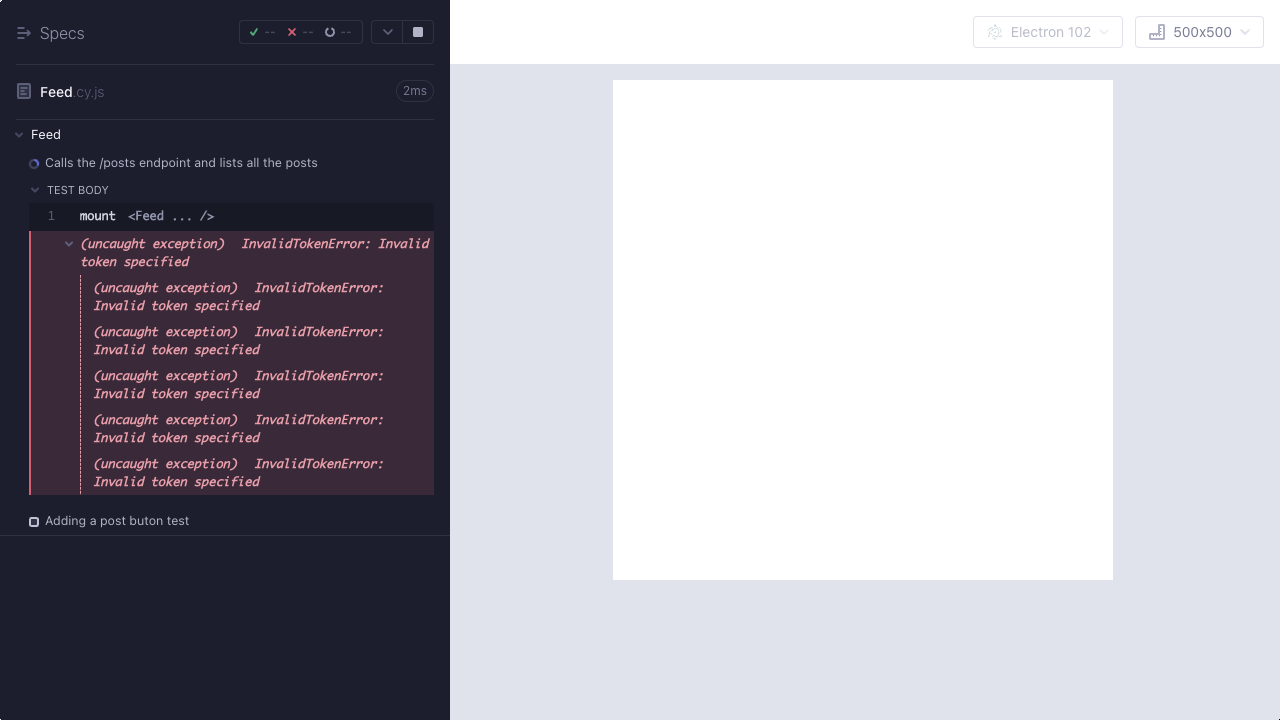 Specs
-- -- --
Electron 102
500x500
Feed.cy.js
2ms
Feed
Calls the /posts endpoint and lists all the posts
TEST BODY
1 mount <Feed ... />
(uncaught exception) InvalidTokenError: Invalid
token specified
(uncaught exception) InvalidTokenError:
Invalid token specified
(uncaught exception) InvalidTokenError:
Invalid token specified
(uncaught exception) InvalidTokenError:
Invalid token specified
(uncaught exception) InvalidTokenError:
Invalid token specified
(uncaught exception) InvalidTokenError:
Invalid token specified
Adding a post buton test